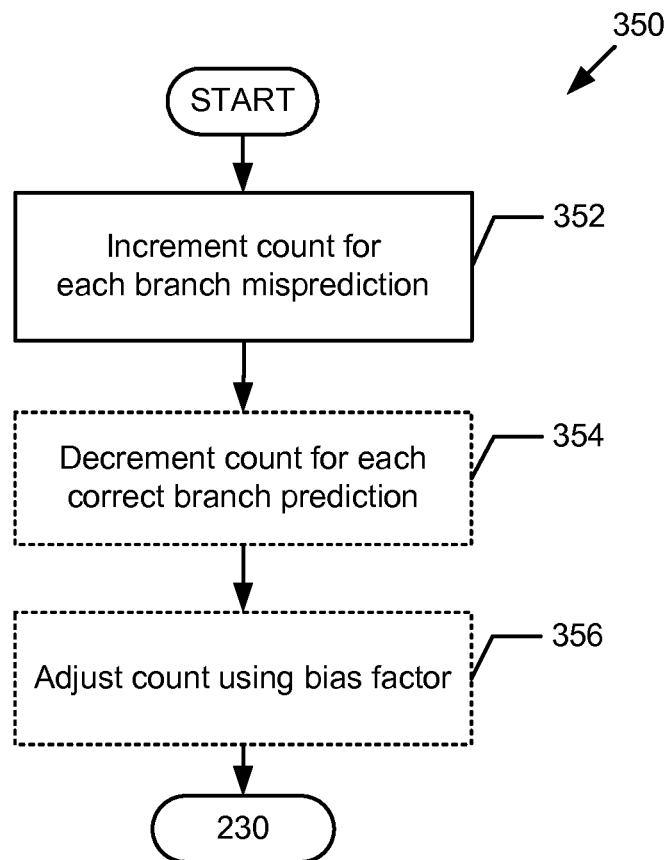 350
START
Increment count for
each branch misprediction
352
Decrement count for each
correct branch prediction
354
Adjust count using bias factor
356
230